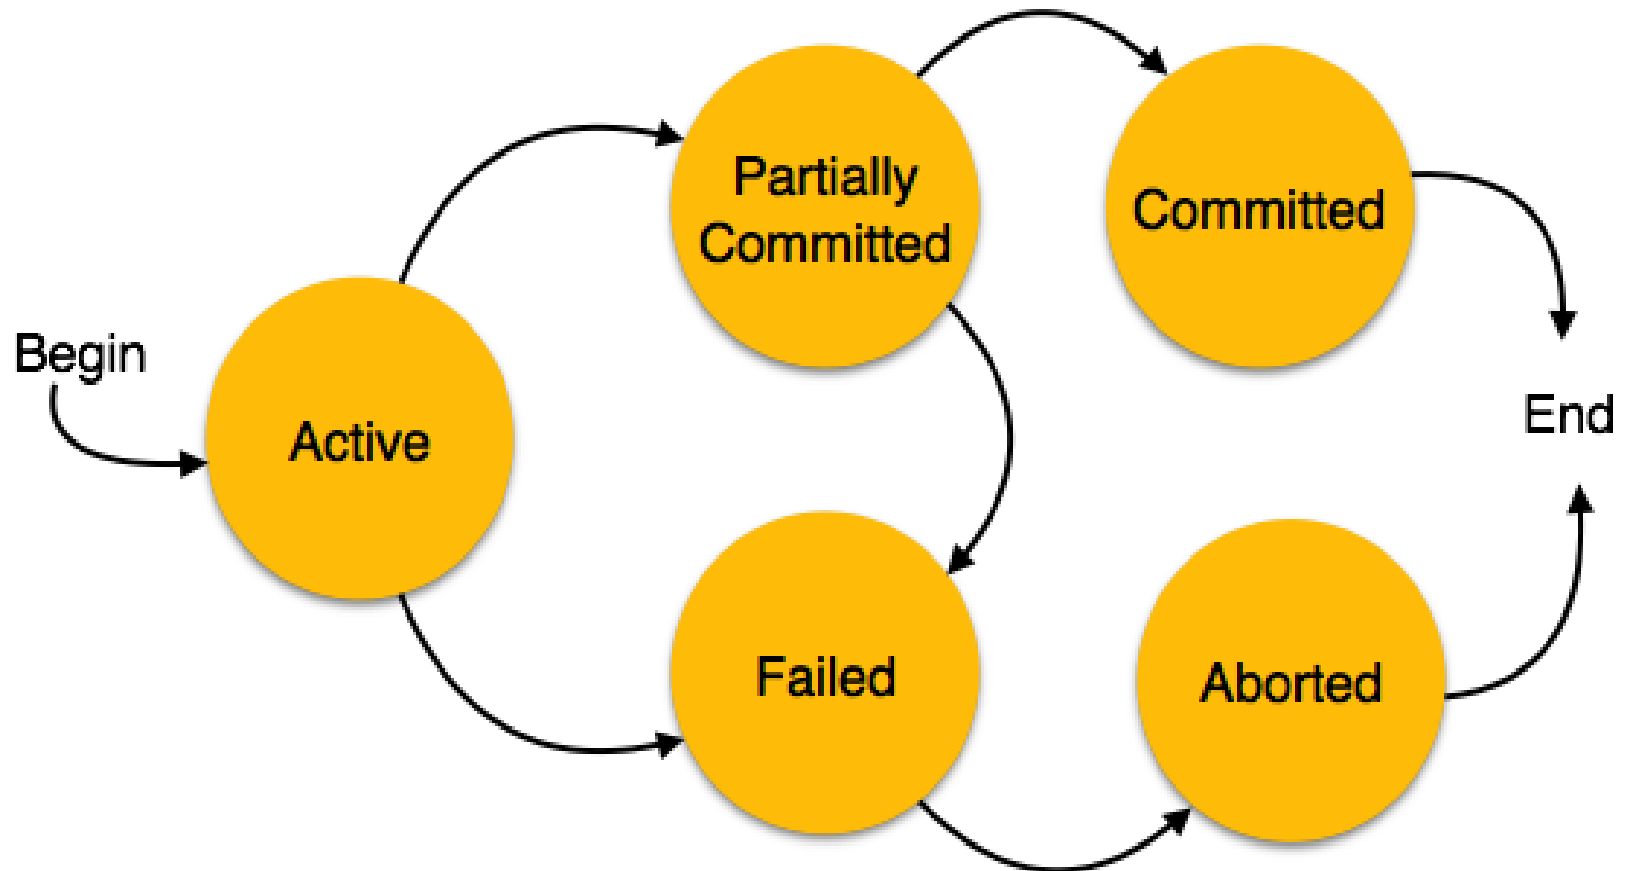 Begin
Active
Partially
Committed
Committed
Failed
Aborted
End